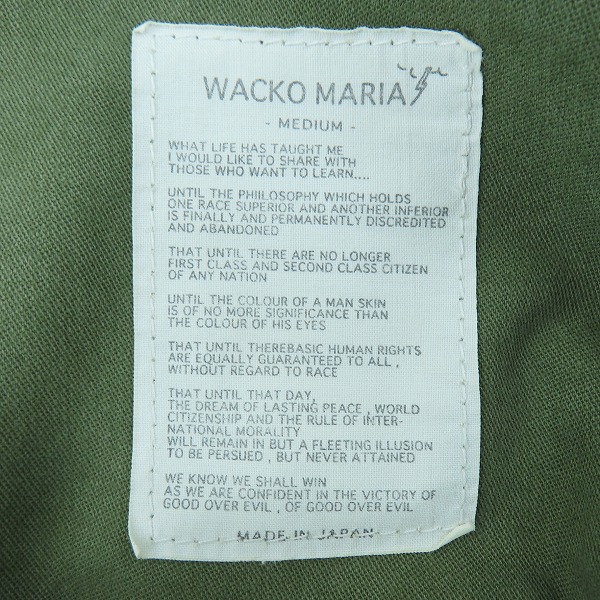 WACKO MARIA
- MEDIUM -
WHAT LIFE HAS TAUGHT ME
I WOULD LIKE TO SHARE WITH
THOSE WHO WANT TO LEARN....
UNTIL THE PHILOSOPHY WHICH HOLDS
ONE RACE SUPERIOR AND ANOTHER INFERIOR
IS FINALLY AND PERMANENTLY DISCREDITED
AND ABANDONED
THAT UNTIL THERE ARE NO LONGER
FIRST CLASS AND SECOND CLASS CITIZEN
OF ANY NATION
UNTIL THE COLOUR OF A MAN SKIN
IS OF NO MORE SIGNIFICANCE THAN
THE COLOUR OF HIS EYES
THAT UNTIL THEREBASIC HUMAN RIGHTS
ARE EQUALLY GUARANTEED TO ALL ,
WITHOUT REGARD TO RACE
THAT UNTIL THAT DAY,
THE DREAM OF LASTING PEACE , WORLD
CITIZENSHIP AND THE RULE OF INTER-
NATIONAL MORALITY
WILL REMAIN IN BUT A FLEETING ILLUSION
TO BE PERSUED , BUT NEVER ATTAINED
WE KNOW WE SHALL WIN
AS WE ARE CONFIDENT IN THE VICTORY OF
GOOD OVER EVIL , OF GOOD OVER EVIL
MADE IN JAPAN